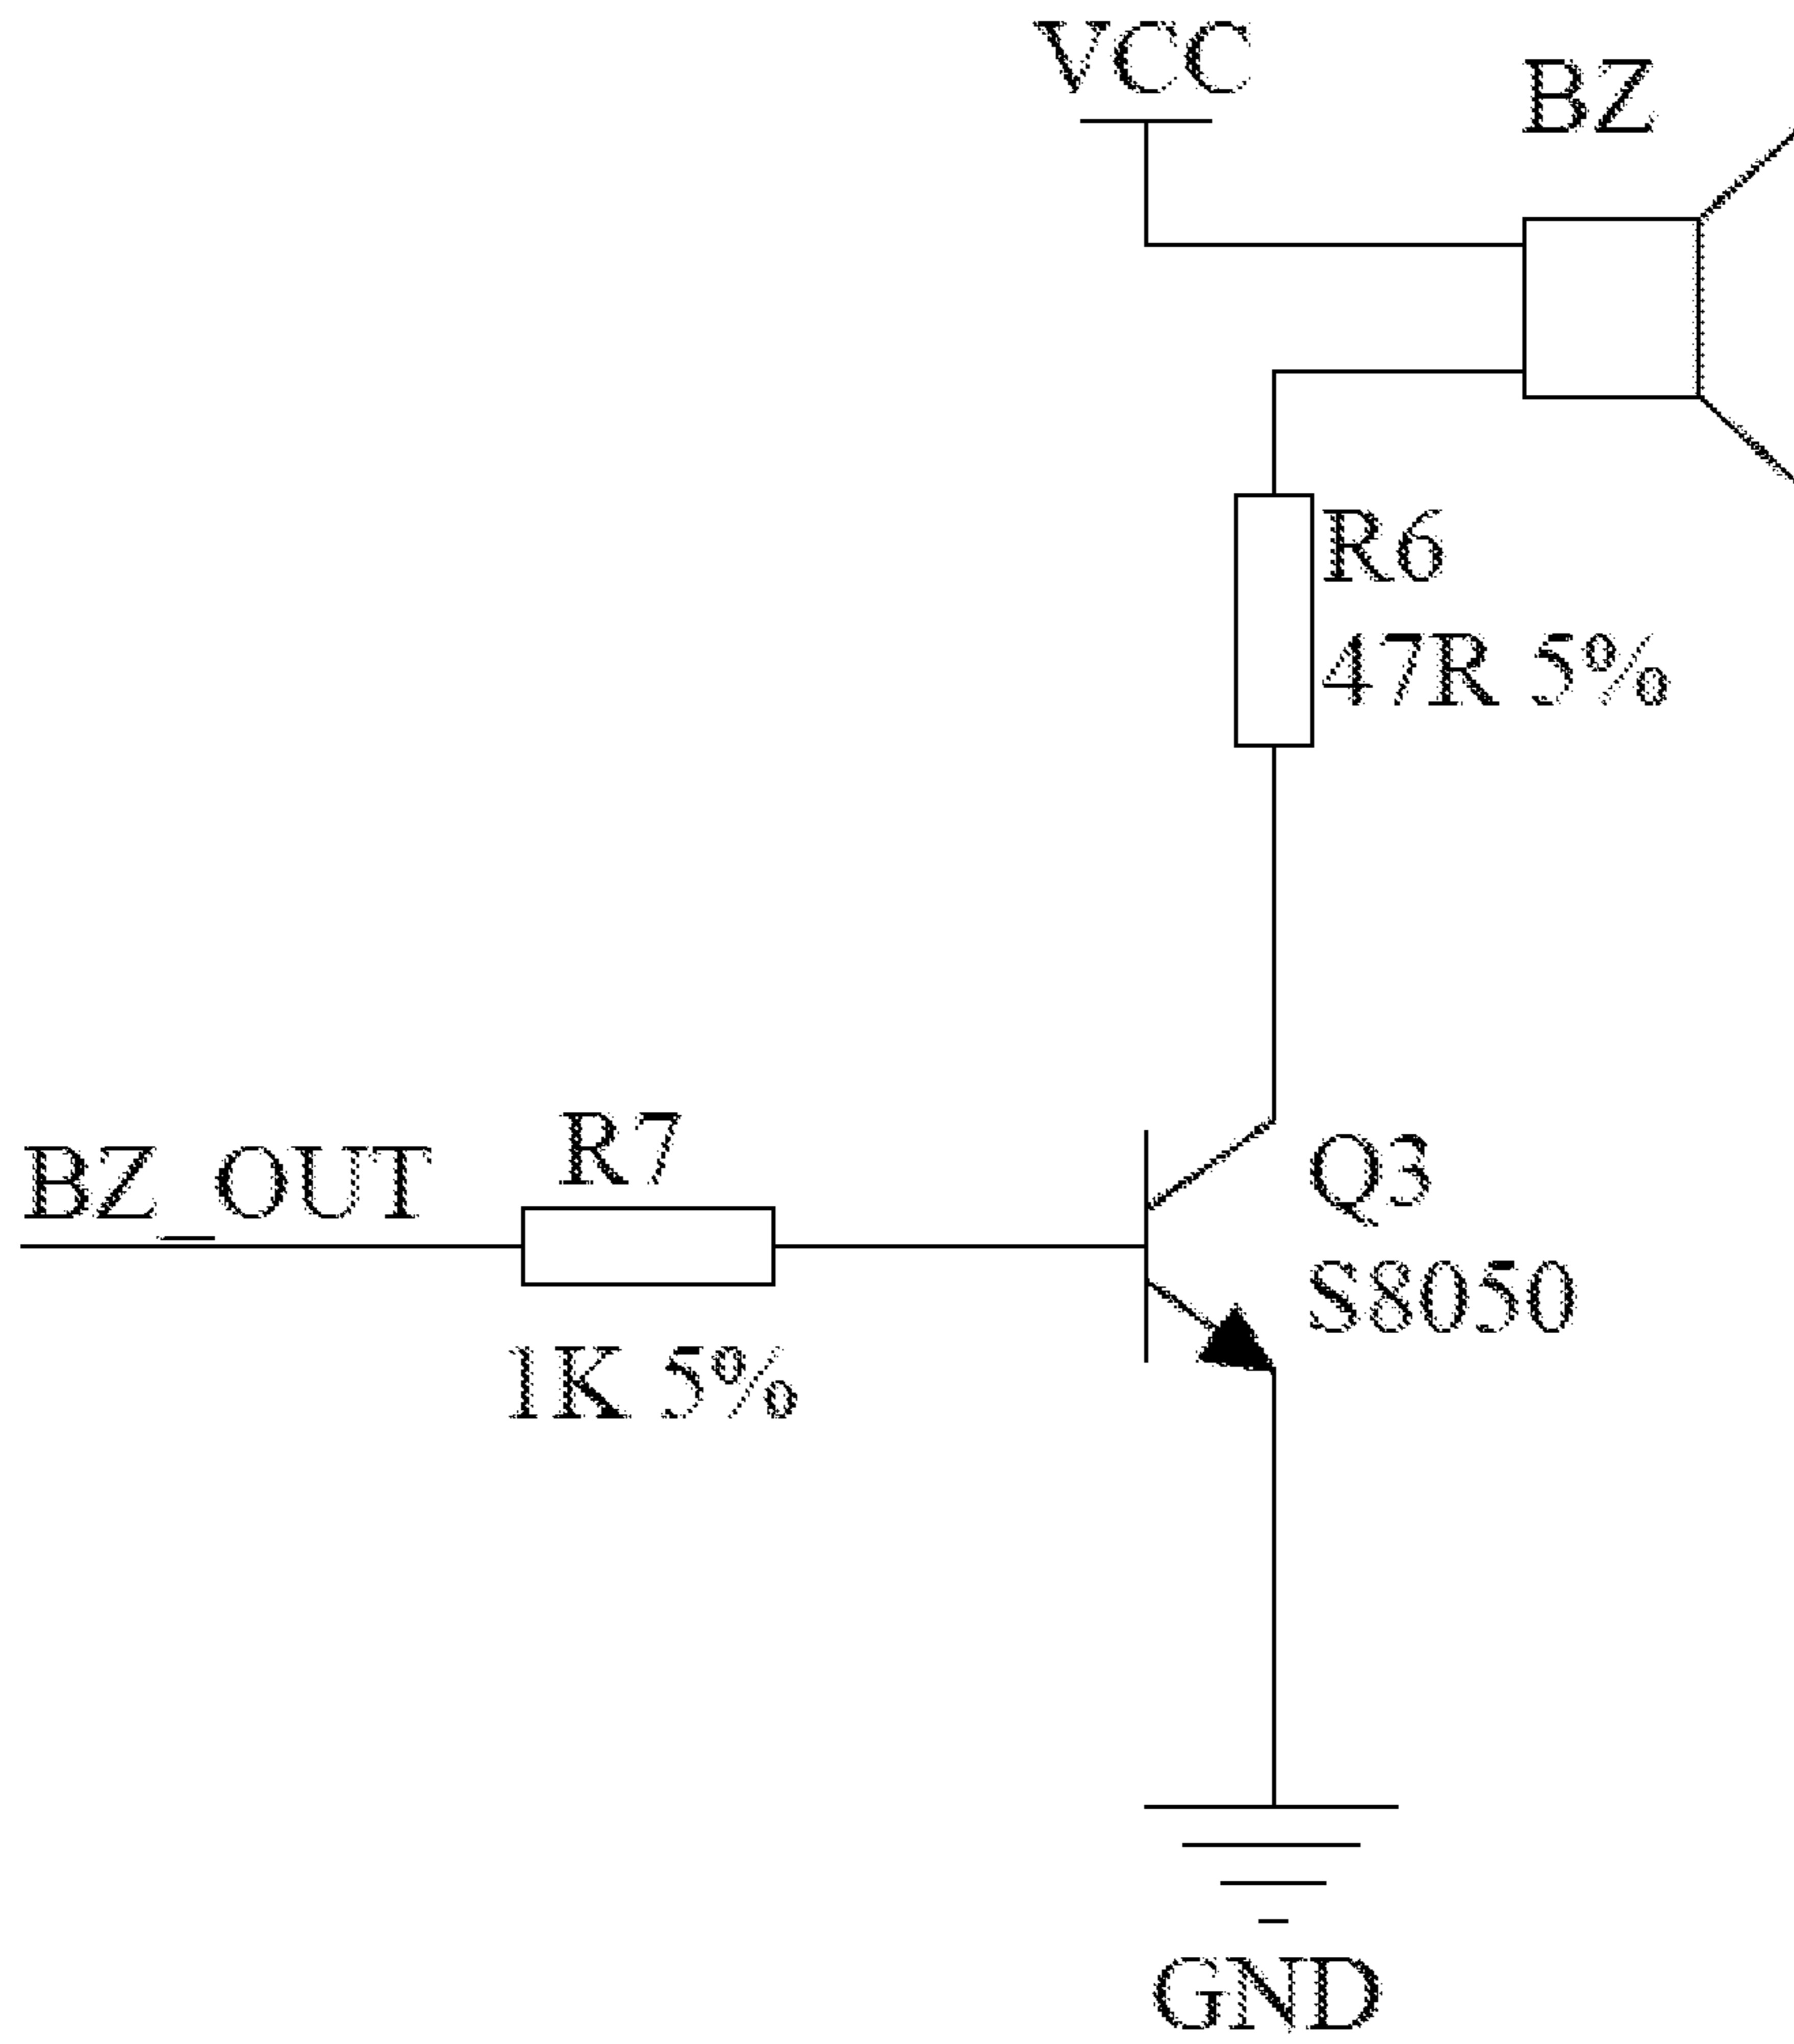 VCC
BZ
R6
47R 5%
R7
BZ_OUT
1K 5%
Q3
S8050
GND